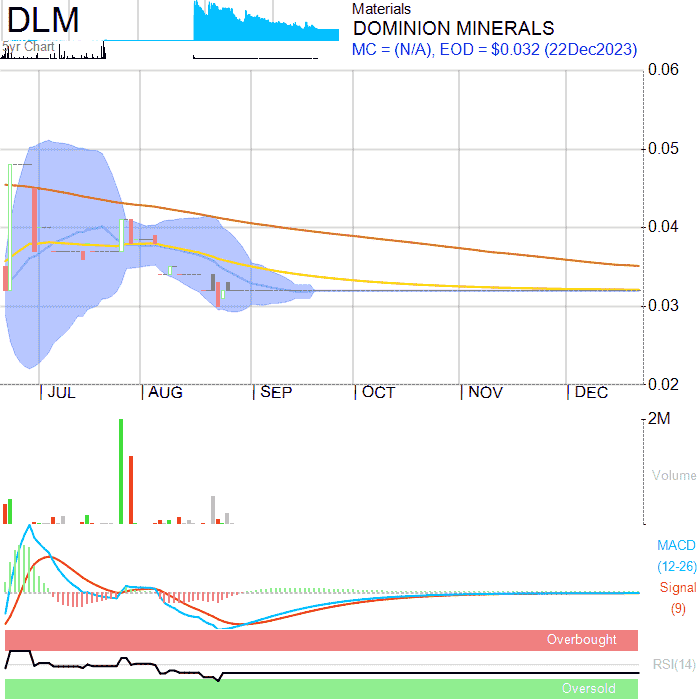 DLM
5yr Chart
Materials
DOMINION MINERALS
MC = (N/A), EOD = $0.032 (22Dec2023)
0.06
0.05
0.04
0.03
0.02
JUL AUG SEP OCT NOV DEC
2M
Volume
MACD
(12-26)
Signal
(9)
Overbought
RSI(14)
Oversold